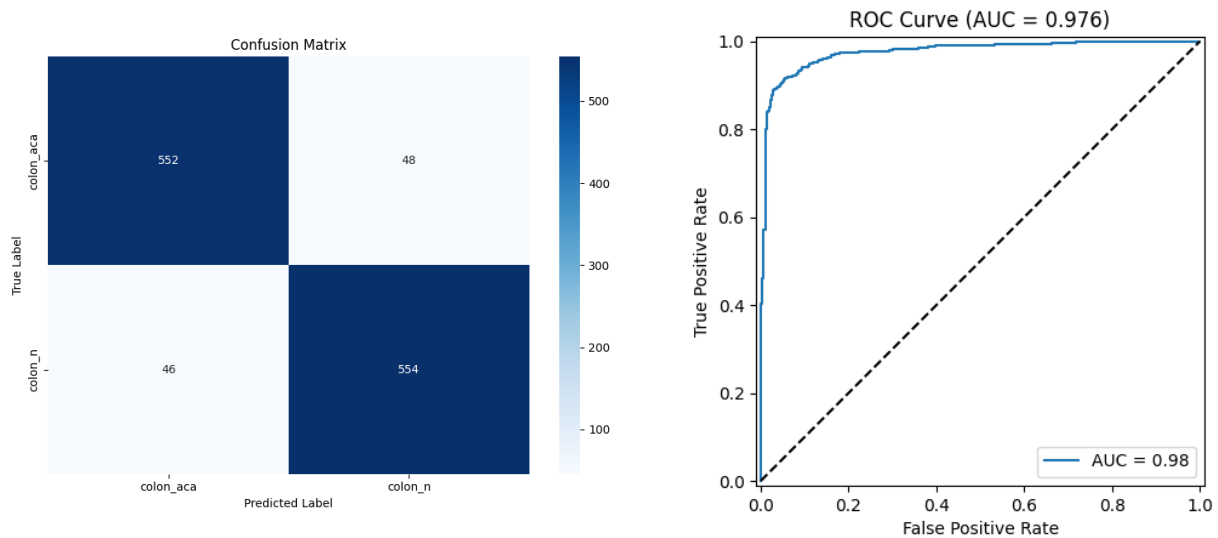 Confusion Matrix
552
48
46
554
colon_aca
colon_n
True Label
colon_aca
colon_n
Predicted Label
500
400
300
200
100
ROC Curve (AUC = 0.976)
1.0
0.8
0.6
0.4
0.2
0.0
True Positive Rate
AUC = 0.98
0.0
0.2
0.4
0.6
0.8
1.0
False Positive Rate